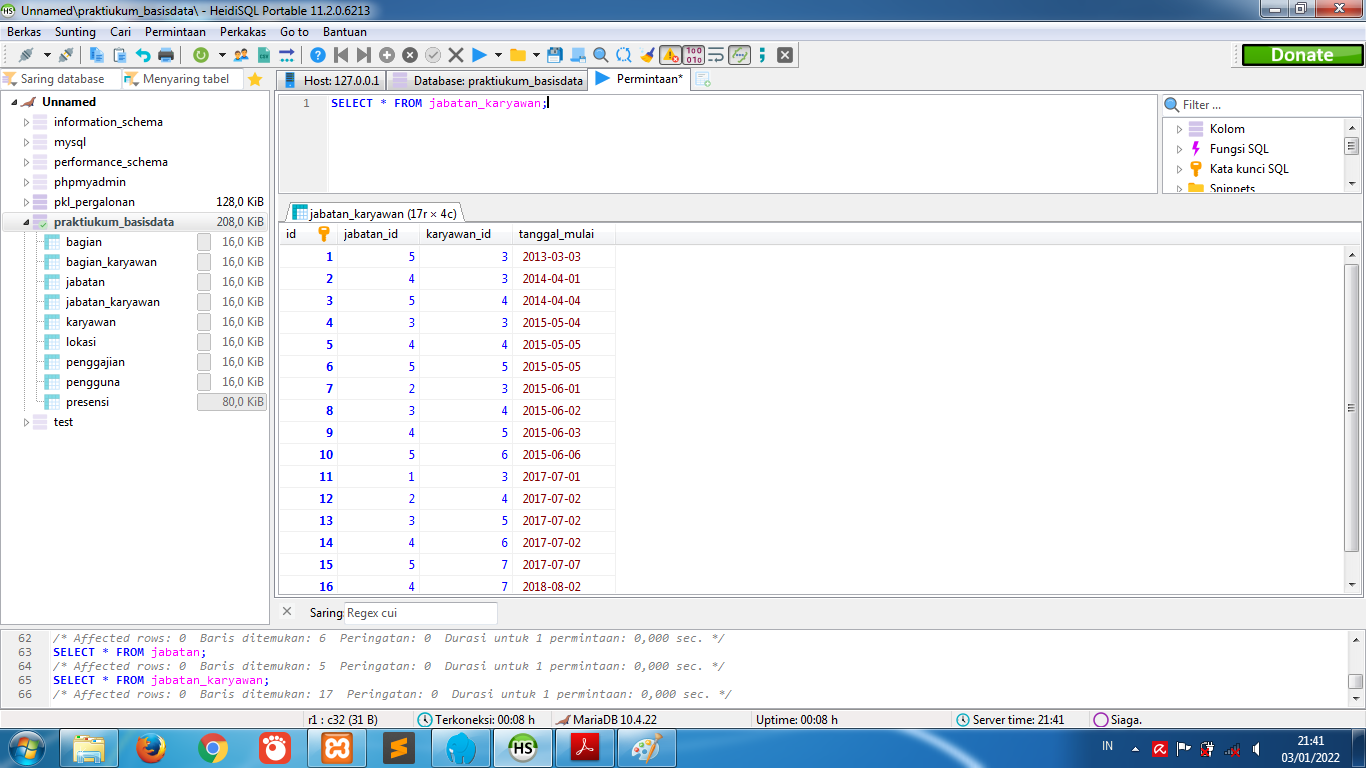 Unnamed\praktiukum_basisdata\ - HeidiSQL Portable 11.2.0.6213
Berkas Sunting Cari Permintaan Perkakas Go to Bantuan
Donate
Saring database Menyaring tabel Host: 127.0.0.1 Database: praktiukum_basisdata Permintaan*
Unnamed
information_schema
mysql
performance_schema
phpmyadmin
pkl_pergalonan 128,0 KiB
praktiukum_basisdata 208,0 KiB
bagian 16,0 KiB
bagian_karyawan 16,0 KiB
jabatan 16,0 KiB
jabatan_karyawan 16,0 KiB
karyawan 16,0 KiB
lokasi 16,0 KiB
penggajian 16,0 KiB
pengguna 16,0 KiB
presensi 80,0 KiB
test
1 SELECT * FROM jabatan_karyawan;
Filter ...
Kolom
Fungsi SQL
Kata kunci SQL
Snippets
jabatan_karyawan (17r × 4c)
id jabatan_id karyawan_id tanggal_mulai
1 5 3 2013-03-03
2 4 3 2014-04-01
3 5 4 2014-04-04
4 3 3 2015-05-04
5 4 4 2015-05-05
6 5 5 2015-05-05
7 2 3 2015-06-01
8 3 4 2015-06-02
9 4 5 2015-06-03
10 5 6 2015-06-06
11 1 3 2017-07-01
12 2 4 2017-07-02
13 3 5 2017-07-02
14 4 6 2017-07-02
15 5 7 2017-07-07
16 4 7 2018-08-02
Saring: Regex cui
62 /* Affected rows: 0 Baris ditemukan: 6 Peringatan: 0 Durasi untuk 1 permintaan: 0,000 sec. */
63 SELECT * FROM jabatan;
64 /* Affected rows: 0 Baris ditemukan: 5 Peringatan: 0 Durasi untuk 1 permintaan: 0,000 sec. */
65 SELECT * FROM jabatan_karyawan;
66 /* Affected rows: 0 Baris ditemukan: 17 Peringatan: 0 Durasi untuk 1 permintaan: 0,000 sec. */
r1 : c32 (31 B) Terkoneksi: 00:08 h MariaDB 10.4.22 Uptime: 00:08 h Server time: 21:41 Siaga.
HS
IN
21:41
03/01/2022